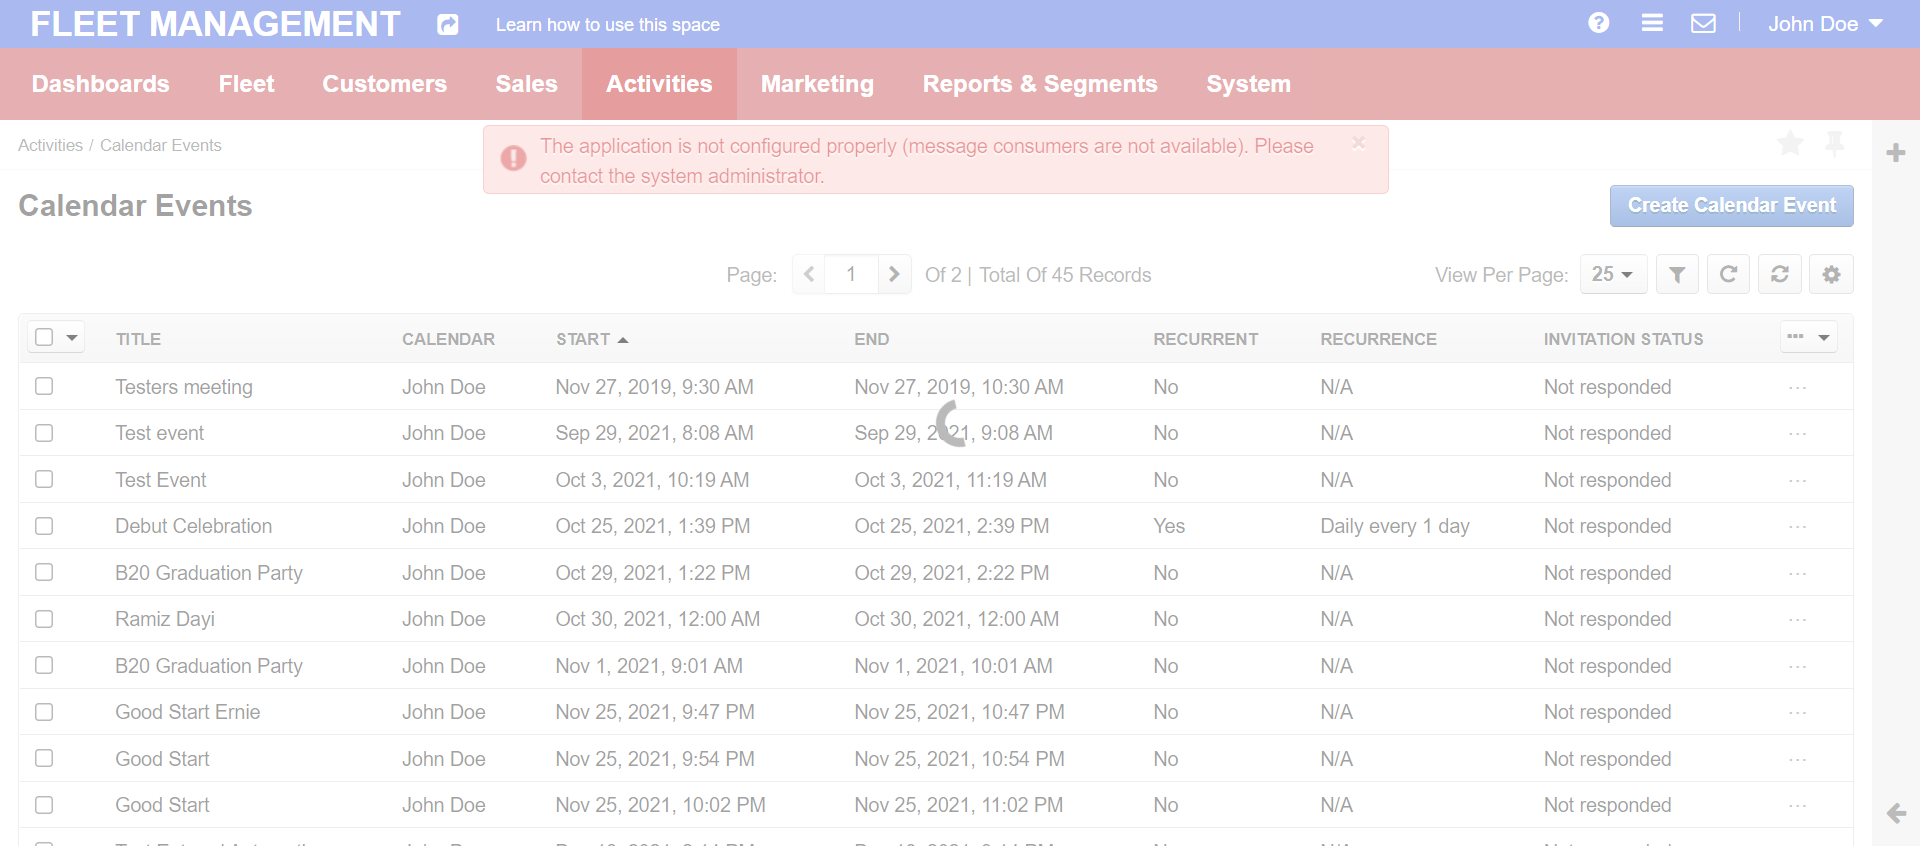 FLEET MANAGEMENT Learn how to use this space John Doe
Dashboards Fleet Customers Sales Activities Marketing Reports & Segments System
Activities / Calendar Events
The application is not configured properly (message consumers are not available). Please
contact the system administrator.
Calendar Events
Create Calendar Event
Page: 1 Of 2 | Total Of 45 Records View Per Page: 25
TITLE CALENDAR START END RECURRENT RECURRENCE INVITATION STATUS
Testers meeting John Doe Nov 27, 2019, 9:30 AM Nov 27, 2019, 10:30 AM No N/A Not responded
Test event John Doe Sep 29, 2021, 8:08 AM Sep 29, 2021, 9:08 AM No N/A Not responded
Test Event John Doe Oct 3, 2021, 10:19 AM Oct 3, 2021, 11:19 AM No N/A Not responded
Debut Celebration John Doe Oct 25, 2021, 1:39 PM Oct 25, 2021, 2:39 PM Yes Daily every 1 day Not responded
B20 Graduation Party John Doe Oct 29, 2021, 1:22 PM Oct 29, 2021, 2:22 PM No N/A Not responded
Ramiz Dayi John Doe Oct 30, 2021, 12:00 AM Oct 30, 2021, 12:00 AM No N/A Not responded
B20 Graduation Party John Doe Nov 1, 2021, 9:01 AM Nov 1, 2021, 10:01 AM No N/A Not responded
Good Start Ernie John Doe Nov 25, 2021, 9:47 PM Nov 25, 2021, 10:47 PM No N/A Not responded
Good Start John Doe Nov 25, 2021, 9:54 PM Nov 25, 2021, 10:54 PM No N/A Not responded
Good Start John Doe Nov 25, 2021, 10:02 PM Nov 25, 2021, 11:02 PM No N/A Not responded